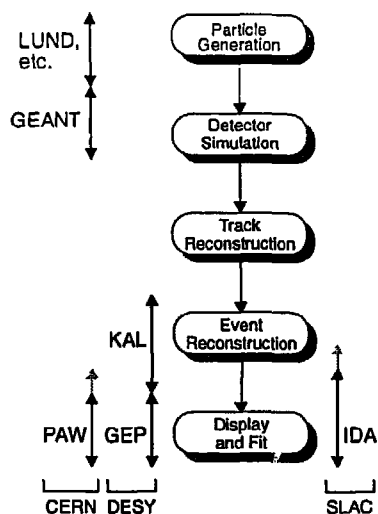 LUND,
etc.
Particle
Generation
GEANT
Detector
Simulation
Track
Reconstruction
KAL
Event
Reconstruction
PAW
GEP
Display
and Fit
IDA
CERN
DESY
SLAC